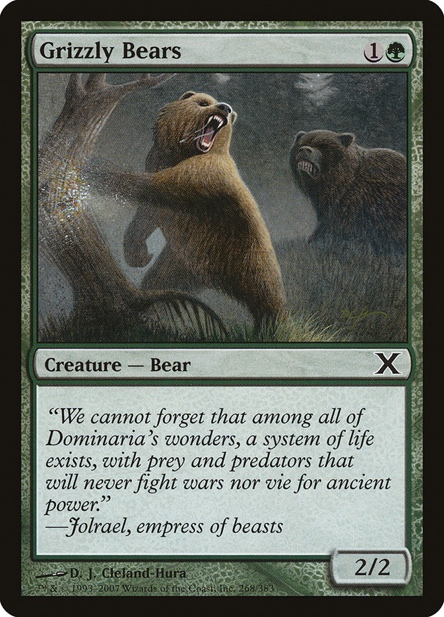 Grizzly Bears 1
Creature — Bear X
“We cannot forget that among all of
Dominaria’s wonders, a system of life
exists, with prey and predators that
will never fight wars nor vie for ancient
power.”
—Jolrael, empress of beasts
2/2
D. J. Cleland-Hura
™ & © 1993–2007 Wizards of the Coast, Inc. 268/383